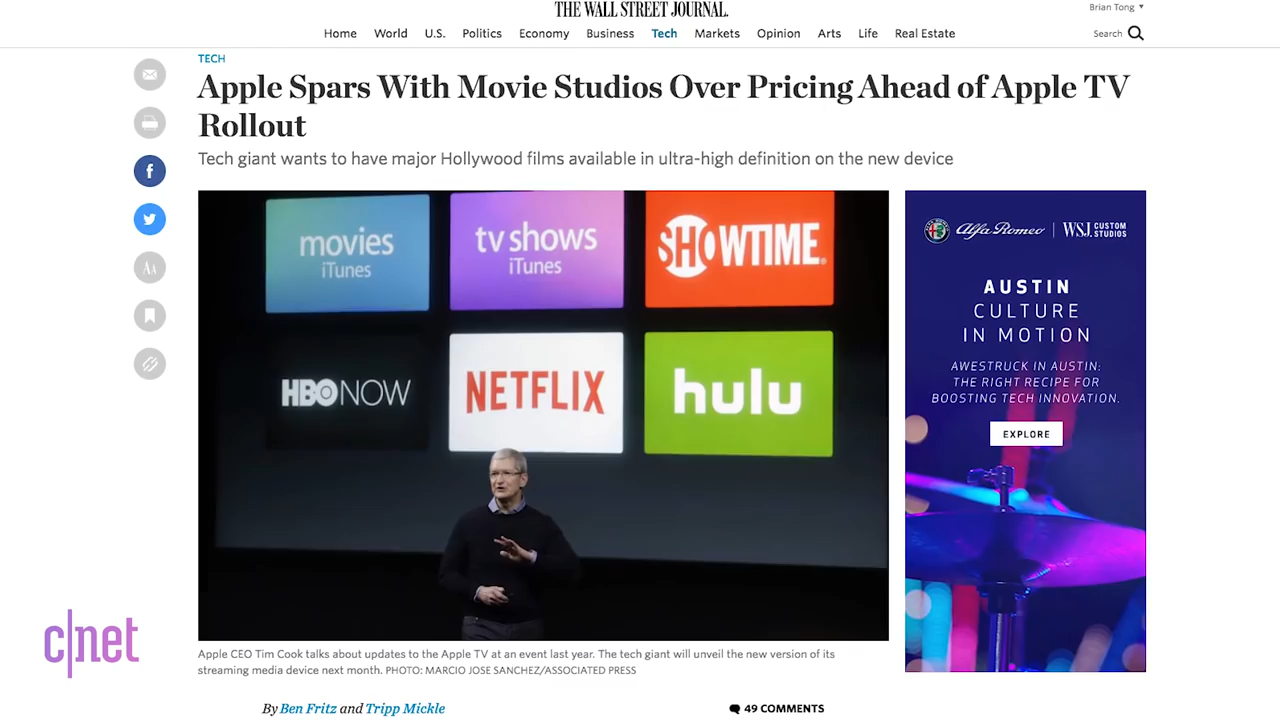 THE WALL STREET JOURNAL.
Brian Tong
Home World U.S. Politics Economy Business Tech Markets Opinion Arts Life Real Estate
Search
TECH
Apple Spars With Movie Studios Over Pricing Ahead of Apple TV
Rollout
Tech giant wants to have major Hollywood films available in ultra-high definition on the new device
f
AA
movies
iTunes
tv shows
iTunes
SHOWTIME
HBO NOW
NETFLIX
hulu
Alfa Romeo | WSJ. CUSTOM
STUDIOS
AUSTIN
CULTURE
IN MOTION
AWESTRUCK IN AUSTIN:
THE RIGHT RECIPE FOR
BOOSTING TECH INNOVATION.
EXPLORE
c|net
Apple CEO Tim Cook talks about updates to the Apple TV at an event last year. The tech giant will unveil the new version of its
streaming media device next month. PHOTO: MARCIO JOSE SANCHEZ/ASSOCIATED PRESS
By Ben Fritz and Tripp Mickle
49 COMMENTS